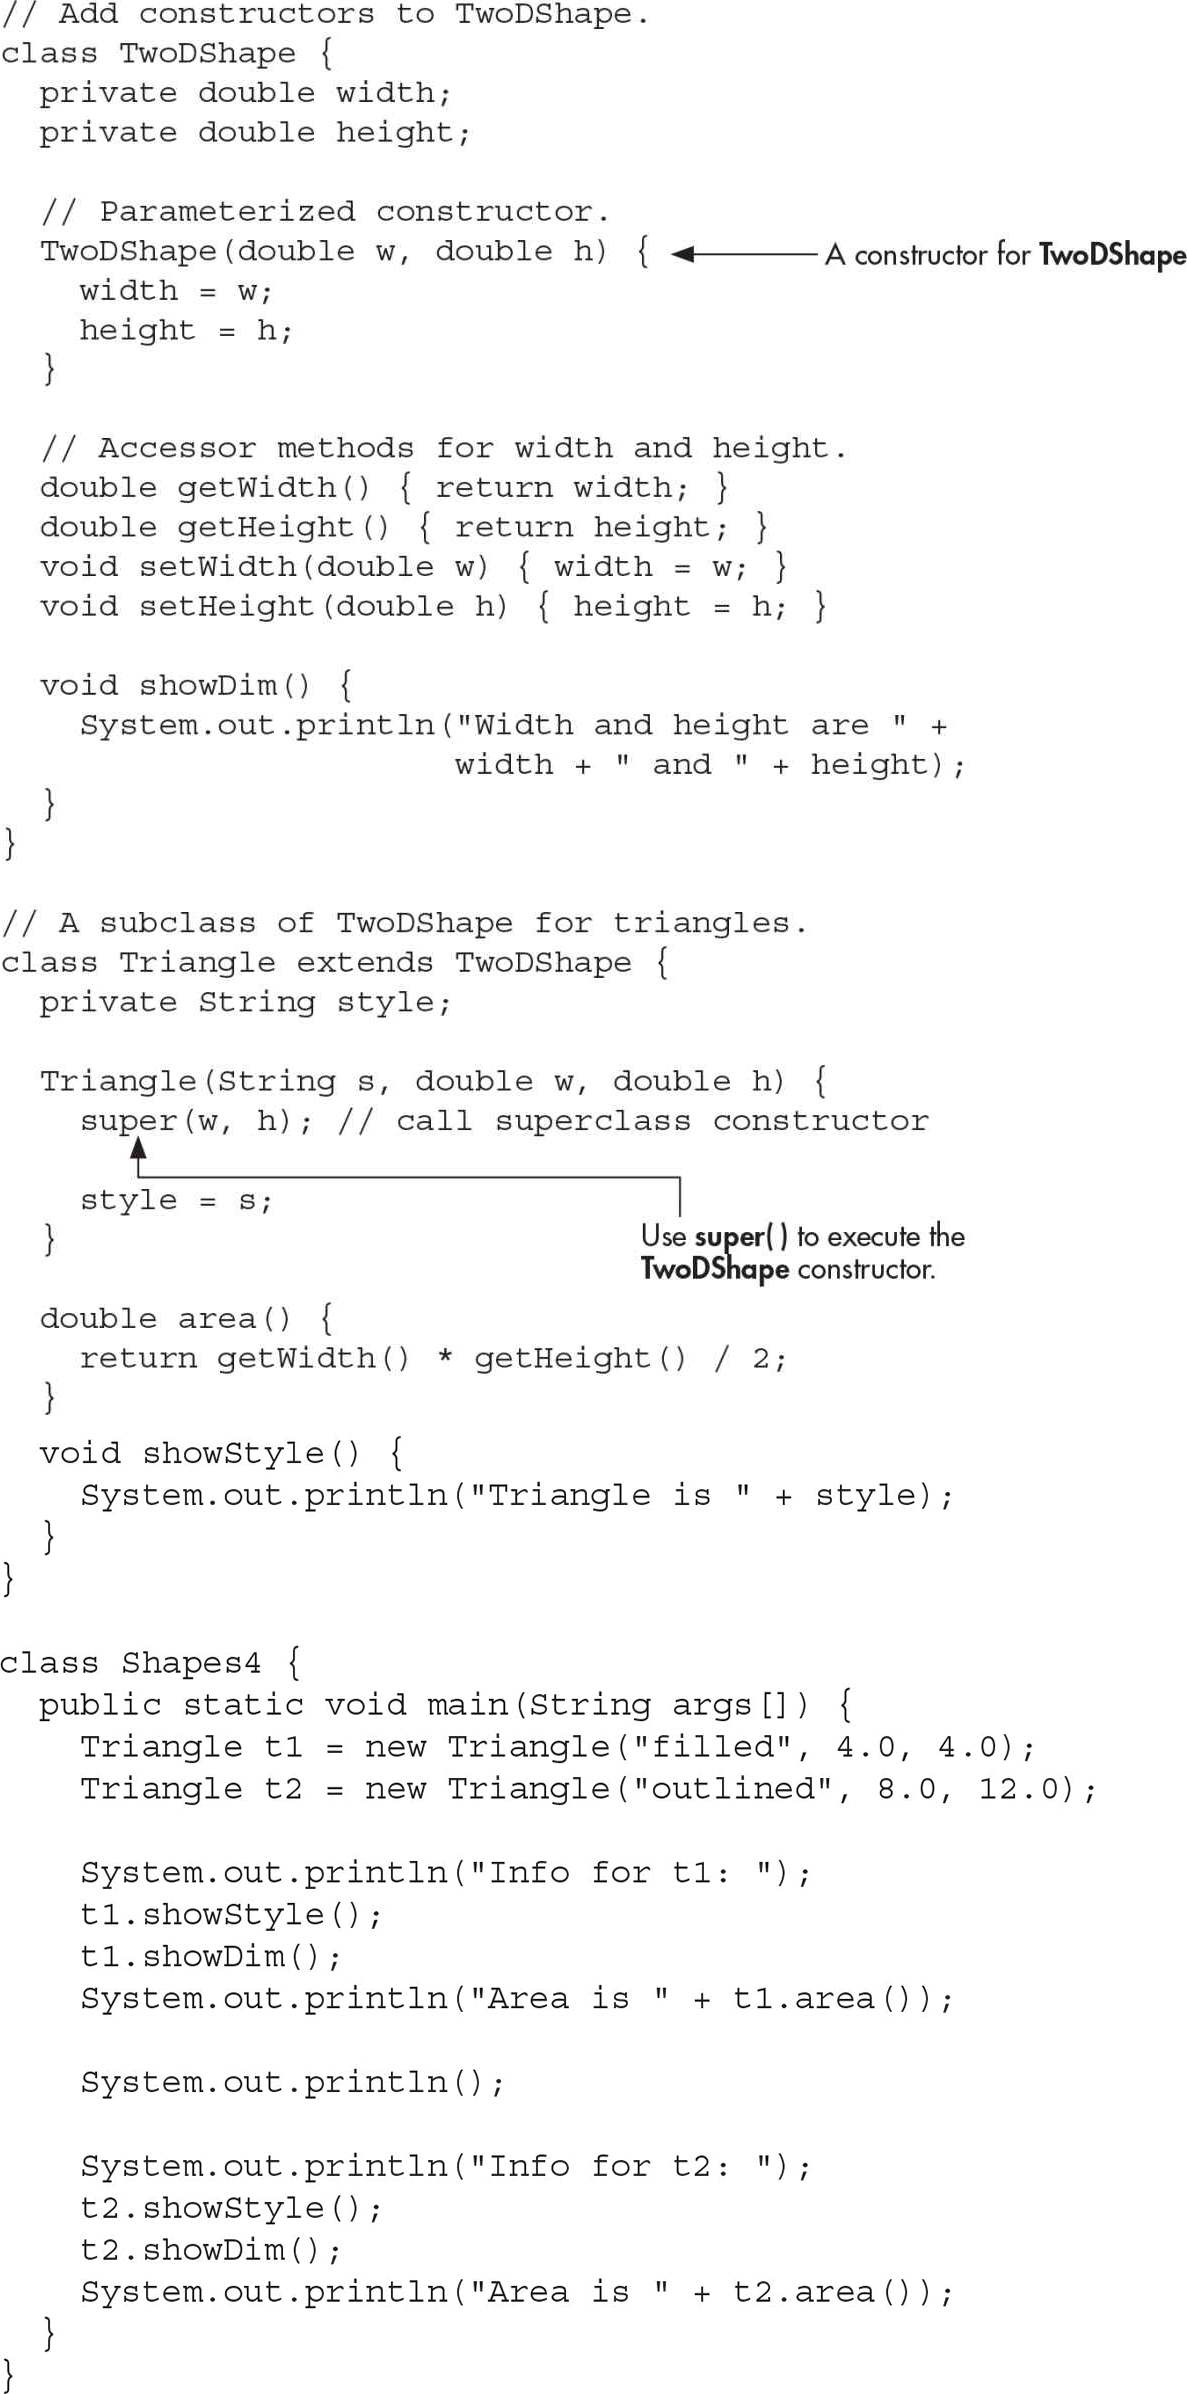 // Add constructors to TwoDShape.
class TwoDShape {
  private double width;
  private double height;

  // Parameterized constructor.
  TwoDShape(double w, double h) { A constructor for TwoDShape
    width = w;
    height = h;
  }

  // Accessor methods for width and height.
  double getWidth() { return width; }
  double getHeight() { return height; }
  void setWidth(double w) { width = w; }
  void setHeight(double h) { height = h; }

  void showDim() {
    System.out.println("Width and height are " +
                       width + " and " + height);
  }
}

// A subclass of TwoDShape for triangles.
class Triangle extends TwoDShape {
  private String style;

  Triangle(String s, double w, double h) {
    super(w, h); // call superclass constructor

    style = s;
  }
Use super( ) to execute the
TwoDShape constructor.

  double area() {
    return getWidth() * getHeight() / 2;
  }

  void showStyle() {
    System.out.println("Triangle is " + style);
  }
}

class Shapes4 {
  public static void main(String args[]) {
    Triangle t1 = new Triangle("filled", 4.0, 4.0);
    Triangle t2 = new Triangle("outlined", 8.0, 12.0);

    System.out.println("Info for t1: ");
    t1.showStyle();
    t1.showDim();
    System.out.println("Area is " + t1.area());

    System.out.println();

    System.out.println("Info for t2: ");
    t2.showStyle();
    t2.showDim();
    System.out.println("Area is " + t2.area());
  }
}